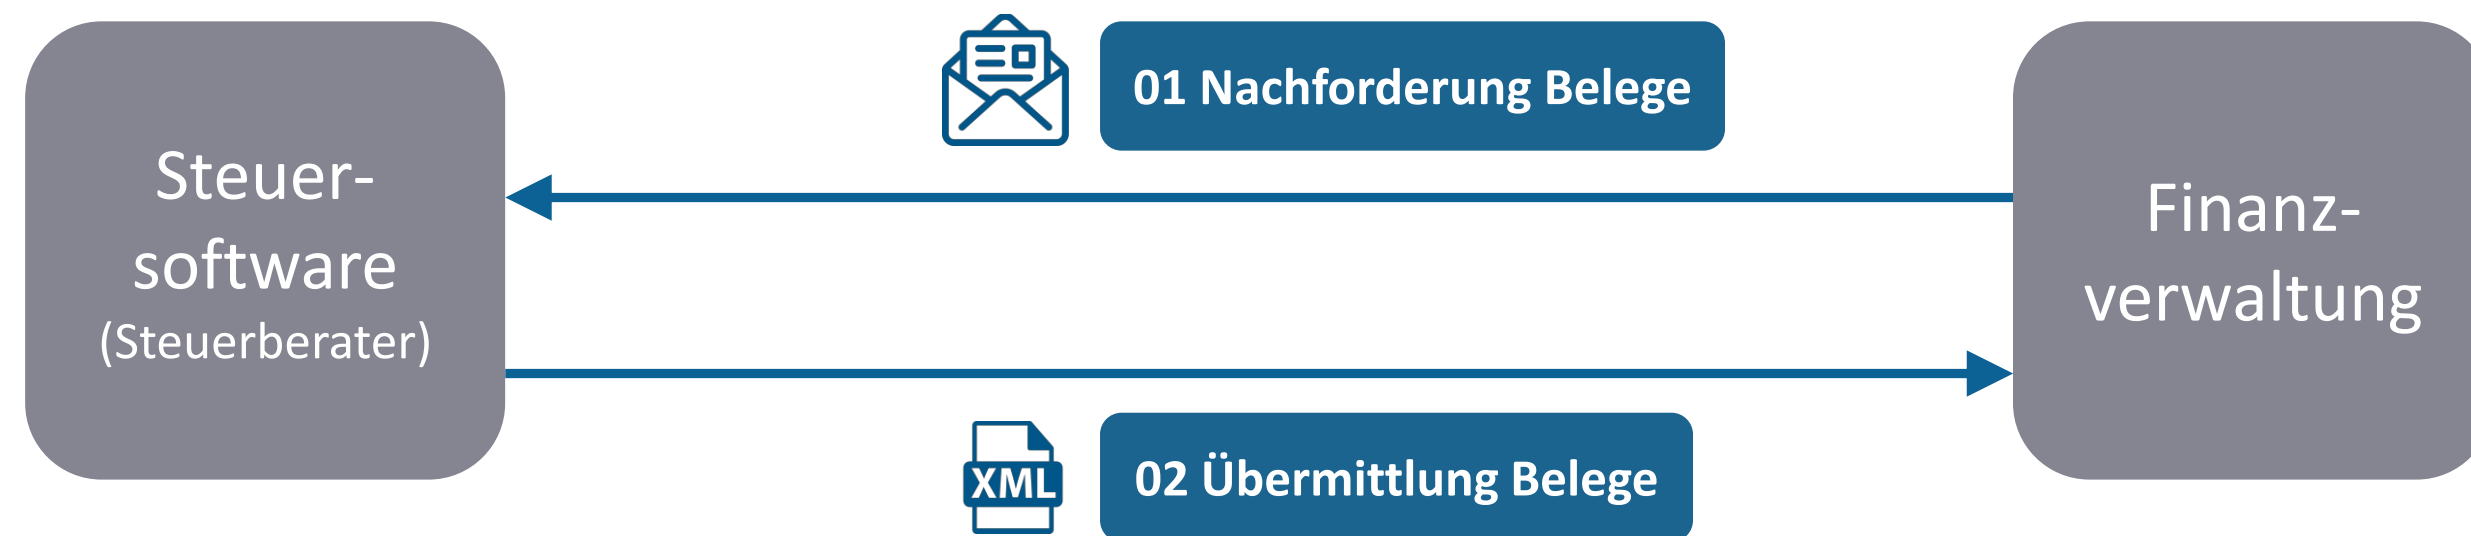 01 Nachforderung Belege
Steuer-
software
(Steuerberater)
Finanz-
verwaltung
XML
02 Übermittlung Belege